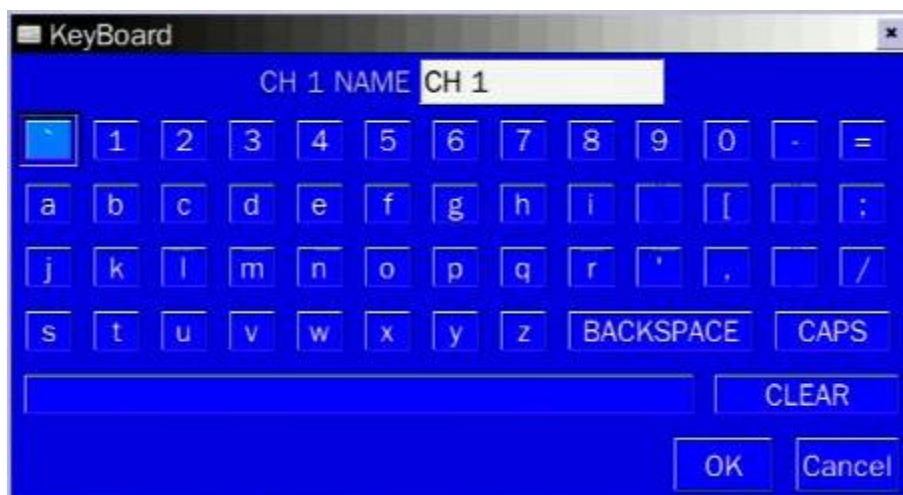 KeyBoard
CH 1 NAME CH 1
` 1 2 3 4 5 6 7 8 9 0 - =
a b c d e f g h i \ [ ] ;
j k l m n o p q r ' , /
s t u v w x y z BACKSPACE CAPS
CLEAR
OK Cancel